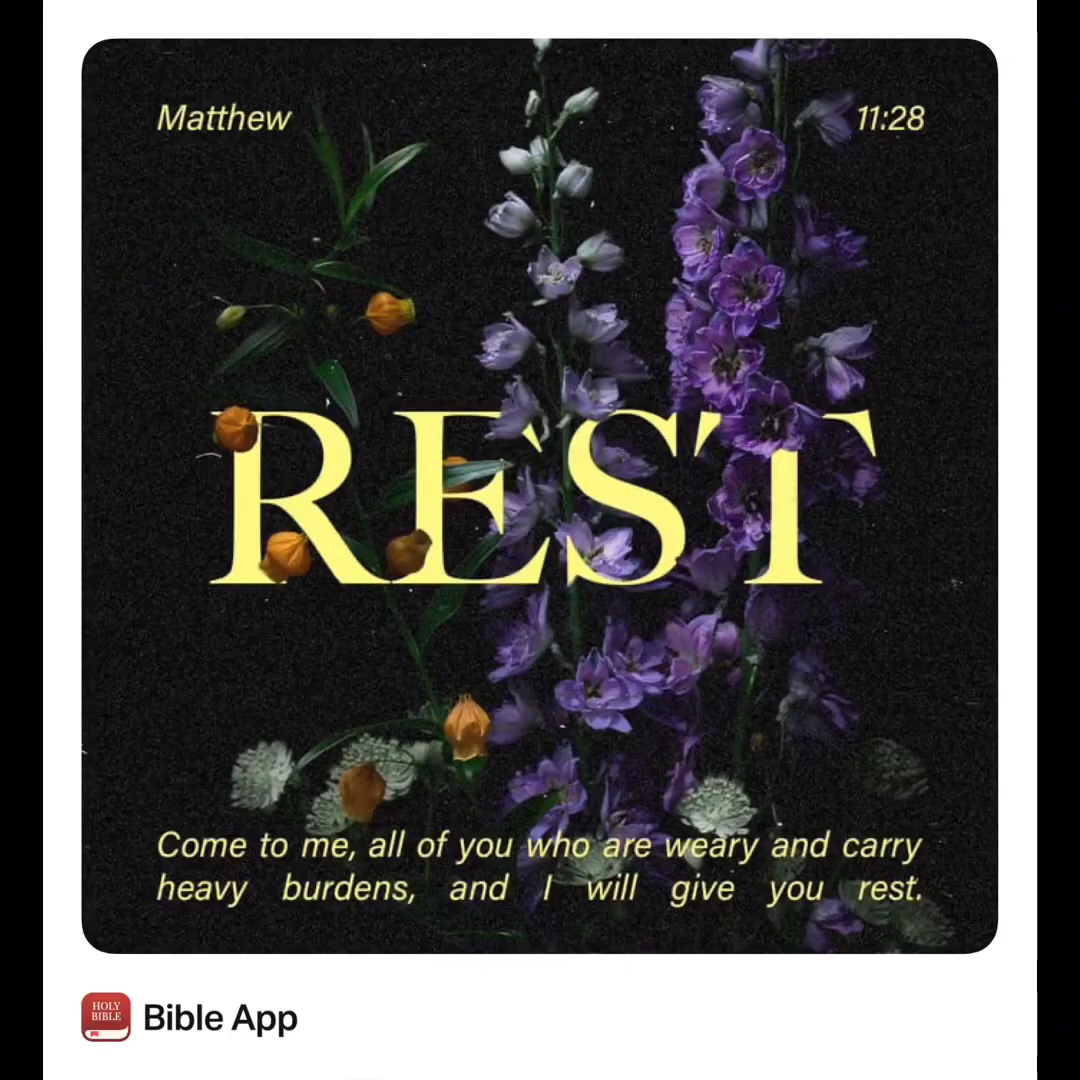 Matthew 11:28
REST
Come to me, all of you who are weary and carry
heavy burdens, and I will give you rest.
HOLY
BIBLE
Bible App